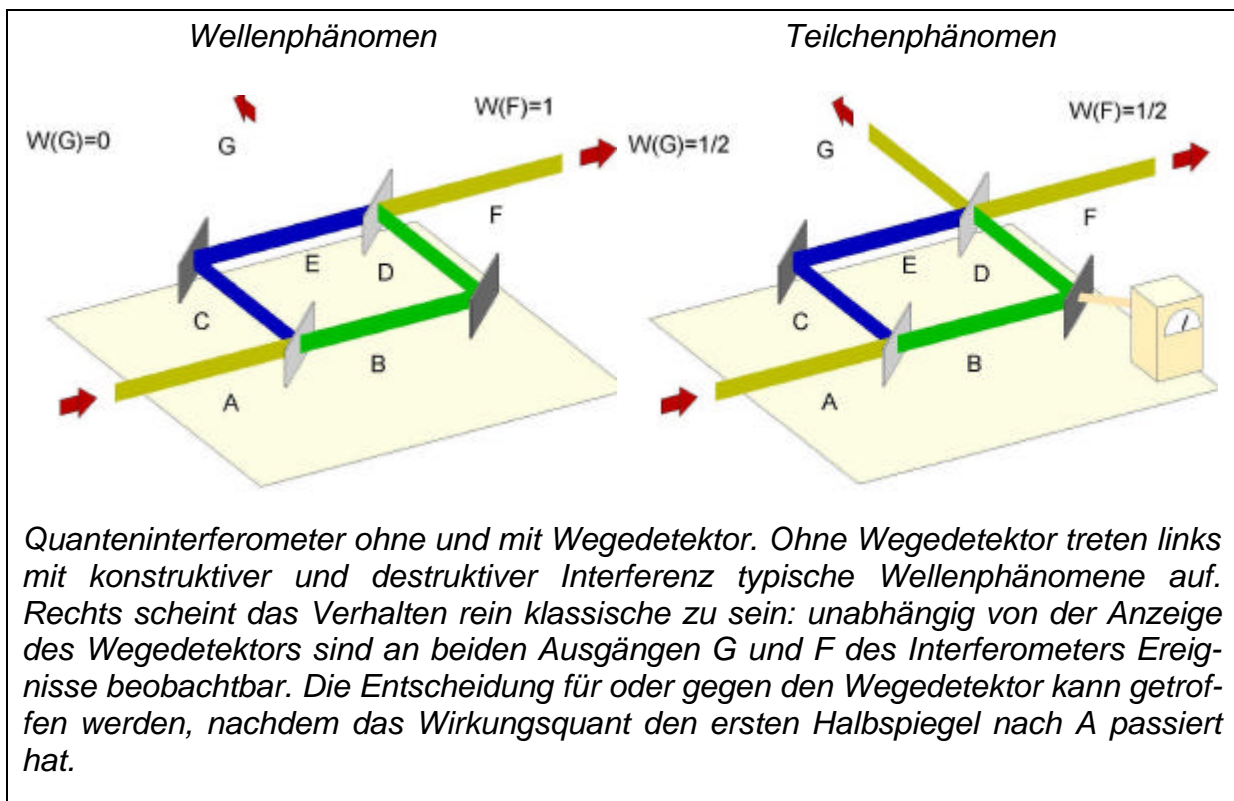 Wellenphänomen
Teilchenphänomen
W(G)=0
G
W(F)=1
F
E
D
C
B
A
W(G)=1/2
G
W(F)=1/2
F
E
D
C
B
A
Quanteninterferometer ohne und mit Wegedetektor. Ohne Wegedetektor treten links
mit konstruktiver und destruktiver Interferenz typische Wellenphänomene auf.
Rechts scheint das Verhalten rein klassische zu sein: unabhängig von der Anzeige
des Wegedetektors sind an beiden Ausgängen G und F des Interferometers Ereig-
nisse beobachtbar. Die Entscheidung für oder gegen den Wegedetektor kann getrof-
fen werden, nachdem das Wirkungsquant den ersten Halbspiegel nach A passiert
hat.